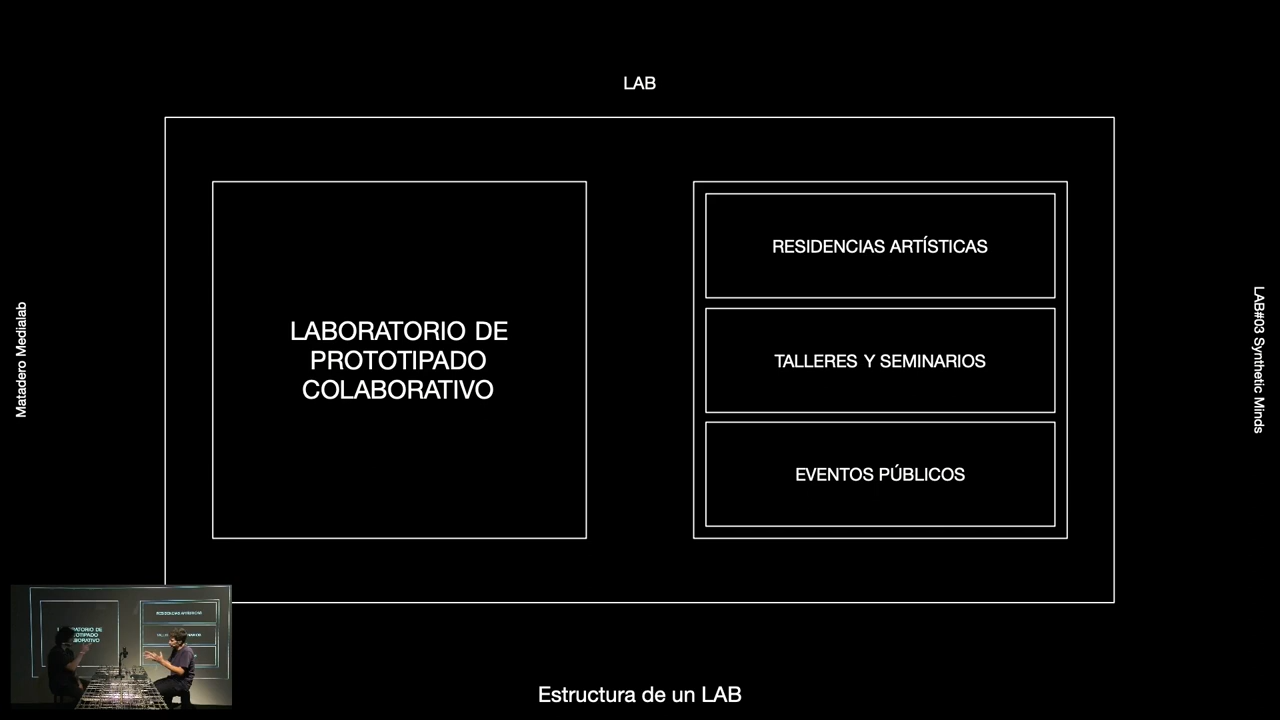 LAB
LABORATORIO DE
PROTOTIPADO
COLABORATIVO
RESIDENCIAS ARTÍSTICAS
TALLERES Y SEMINARIOS
EVENTOS PÚBLICOS
Matadero Medialab
LAB#03 Synthetic Minds
Estructura de un LAB